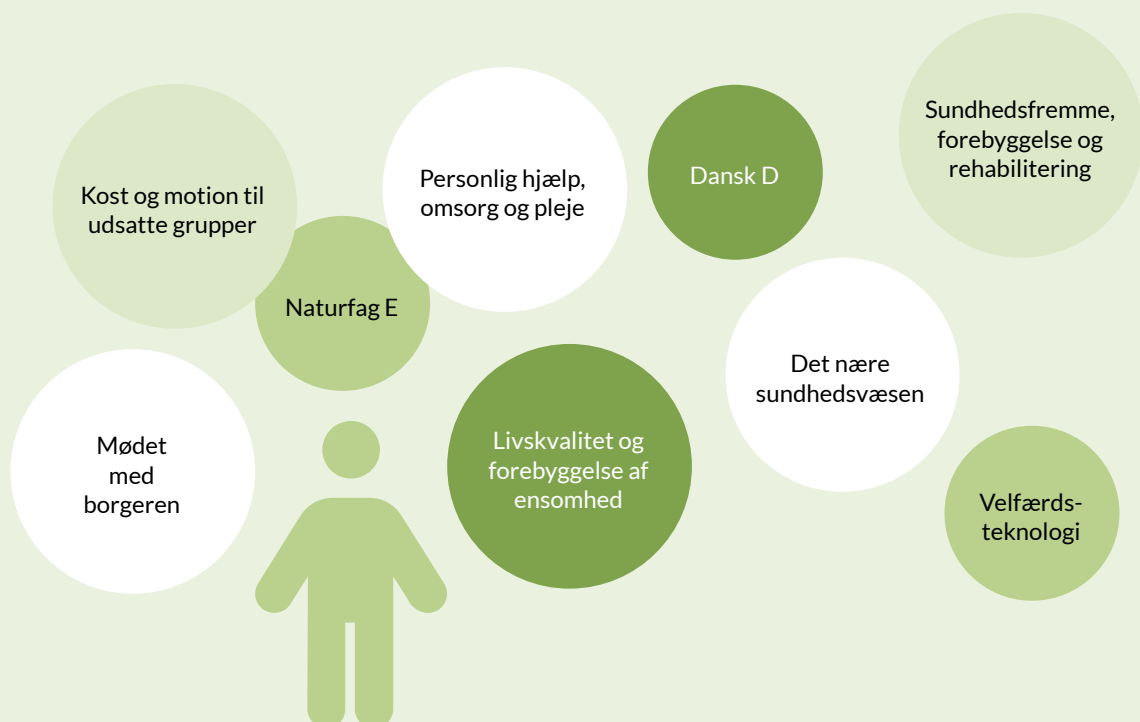 Kost og motion til
udsatte grupper
Personlig hjælp,
omsorg og pleje
Dansk D
Sundhedsfremme,
forebyggelse og
rehabilitering
Naturfag E
Mødet
med
borgeren
Livskvalitet og
forebyggelse af
ensomhed
Det nære
sundhedsvæsen
Velfærds-
teknologi